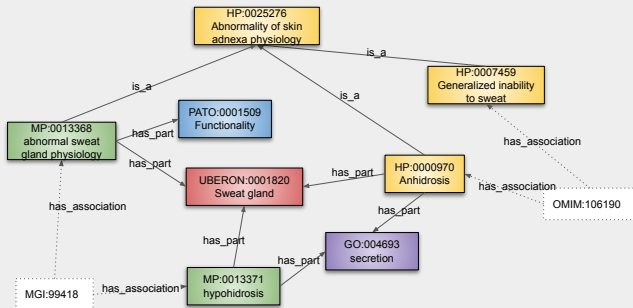 HP:0025276
Abnormality of skin
adnexa physiology
is_a
HP:0007459
Generalized inability
to sweat
is_a
is_a
PATO:0001509
Functionality
MP:0013368
abnormal sweat
gland physiology
has_part
has_part
has_association
HP:0000970
Anhidrosis
UBERON:0001820
Sweat gland
has_part
has_association
OMIM:106190
has_association
has_part
has_part
GO:004693
secretion
has_part
MP:0013371
hypohidrosis
MGI:99418
has_association